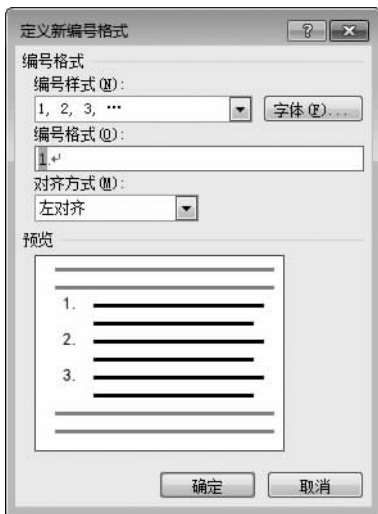 定义新编号格式
编号格式
编号样式(N):
1, 2, 3, …
字体(F)...
编号格式(O):
1.↵
对齐方式(M):
左对齐
预览
1.
2.
3.
确定
取消